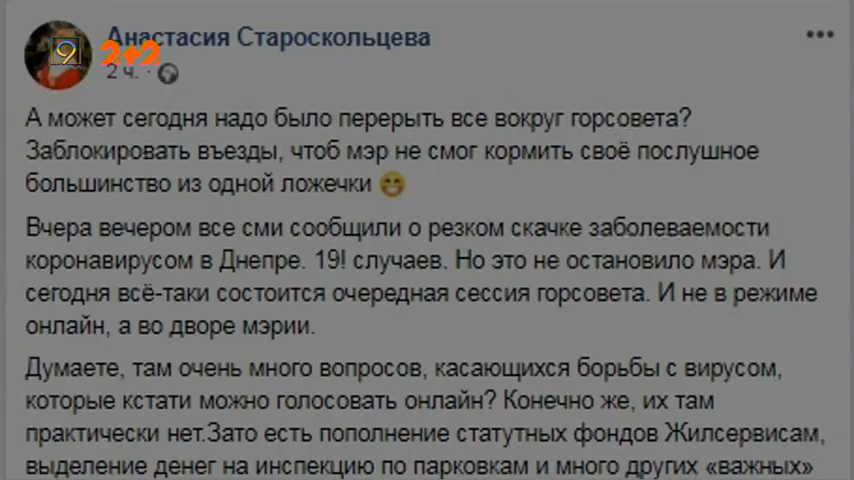 Анастасия Староскольцева
9 2+2
2 ч. ·
А может сегодня надо было перерыть все вокруг горсовета?
Заблокировать въезды, чтоб мэр не смог кормить своё послушное
большинство из одной ложечки 😁
Вчера вечером все сми сообщили о резком скачке заболеваемости
коронавирусом в Днепре. 19! случаев. Но это не остановило мэра. И
сегодня всё-таки состоится очередная сессия горсовета. И не в режиме
онлайн, а во дворе мэрии.
Думаете, там очень много вопросов, касающихся борьбы с вирусом,
которые кстати можно голосовать онлайн? Конечно же, их там
практически нет.Зато есть пополнение статутных фондов Жилсервисам,
выделение денег на инспекцию по парковкам и много других «важных»